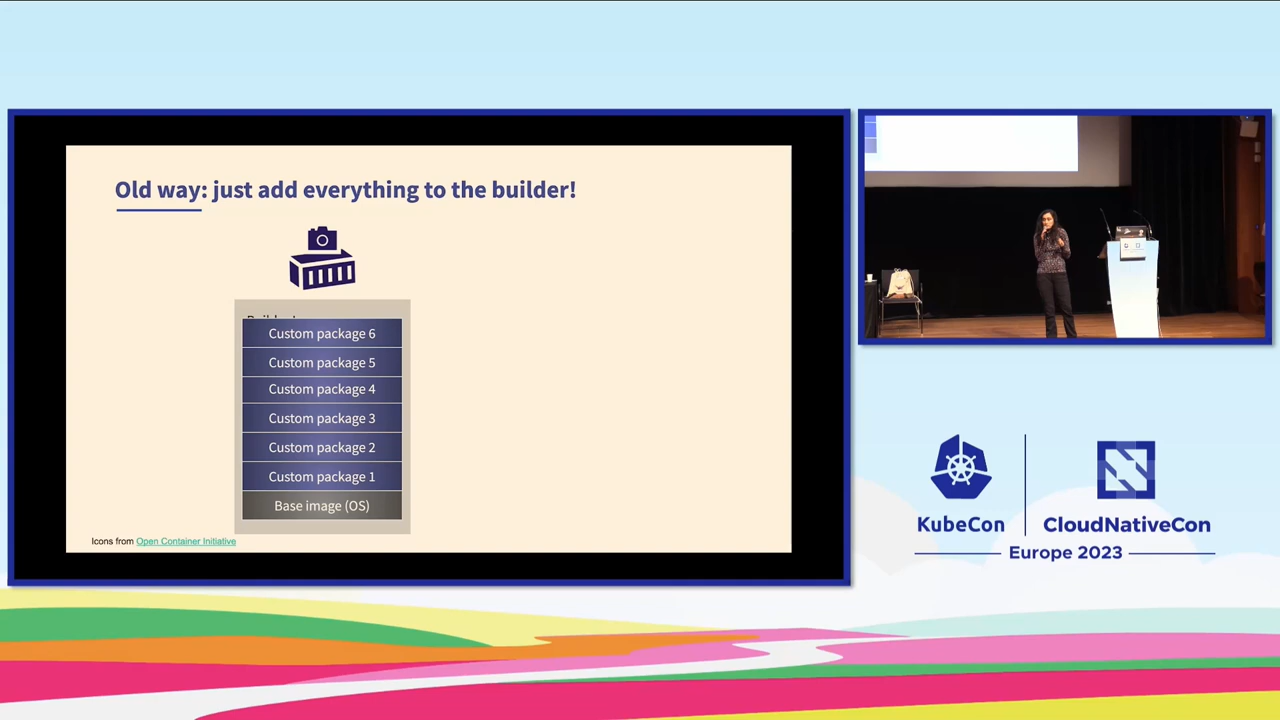 Old way: just add everything to the builder!
Custom package 6
Custom package 5
Custom package 4
Custom package 3
Custom package 2
Custom package 1
Base image (OS)
Icons from Open Container Initiative
KubeCon
CloudNativeCon
Europe 2023